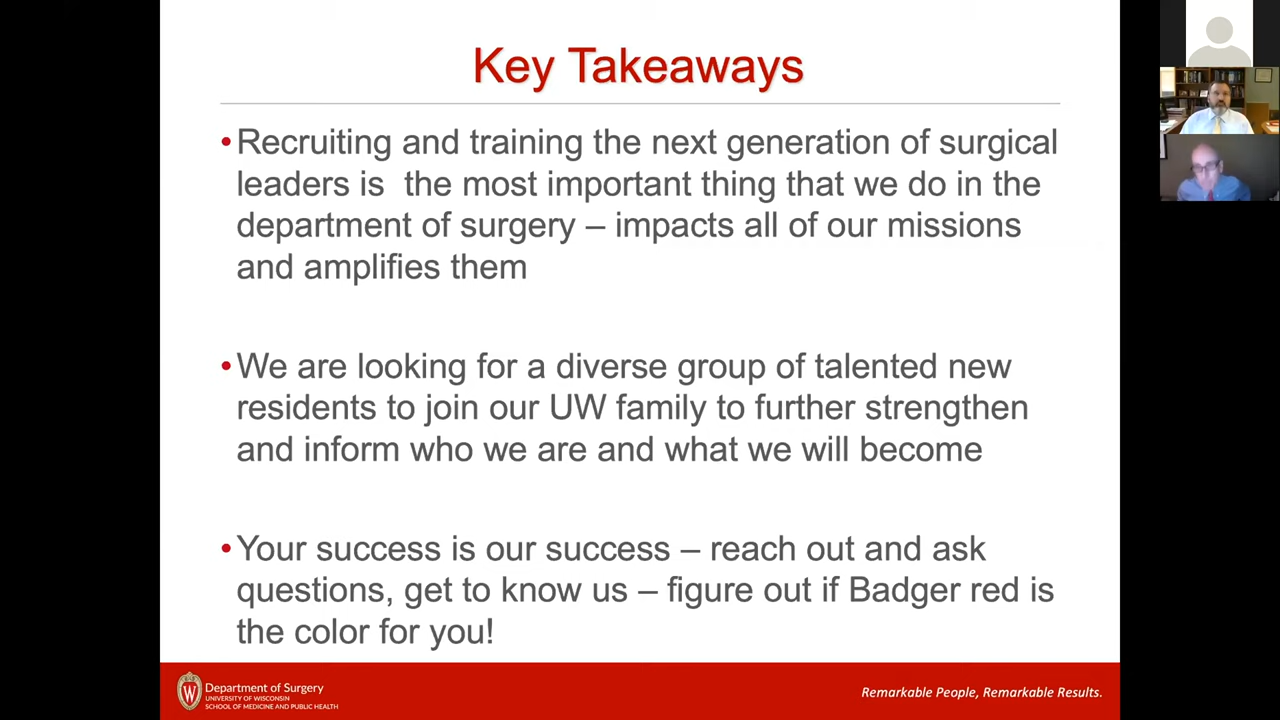 Key Takeaways
•Recruiting and training the next generation of surgical
leaders is  the most important thing that we do in the
department of surgery – impacts all of our missions
and amplifies them
•We are looking for a diverse group of talented new
residents to join our UW family to further strengthen
and inform who we are and what we will become
•Your success is our success – reach out and ask
questions, get to know us – figure out if Badger red is
the color for you!
W
Department of Surgery
UNIVERSITY OF WISCONSIN
SCHOOL OF MEDICINE AND PUBLIC HEALTH
Remarkable People, Remarkable Results.